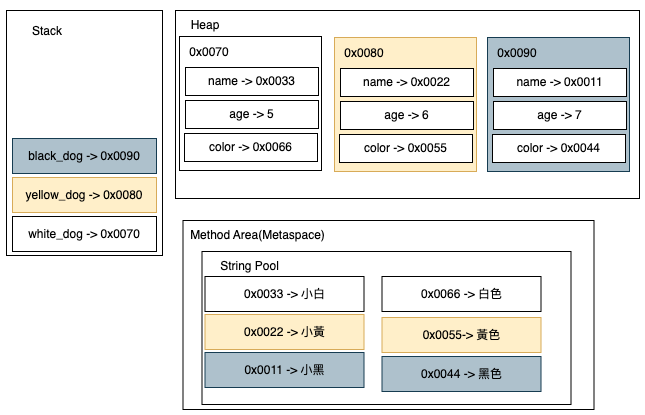 Stack
black_dog -> 0x0090
yellow_dog -> 0x0080
white_dog -> 0x0070
Heap
0x0070
name -> 0x0033
age -> 5
color -> 0x0066
0x0080
name -> 0x0022
age -> 6
color -> 0x0055
0x0090
name -> 0x0011
age -> 7
color -> 0x0044
Method Area(Metaspace)
String Pool
0x0033 -> 小白
0x0066 -> 白色
0x0022 -> 小黃
0x0055-> 黃色
0x0011 -> 小黑
0x0044 -> 黑色